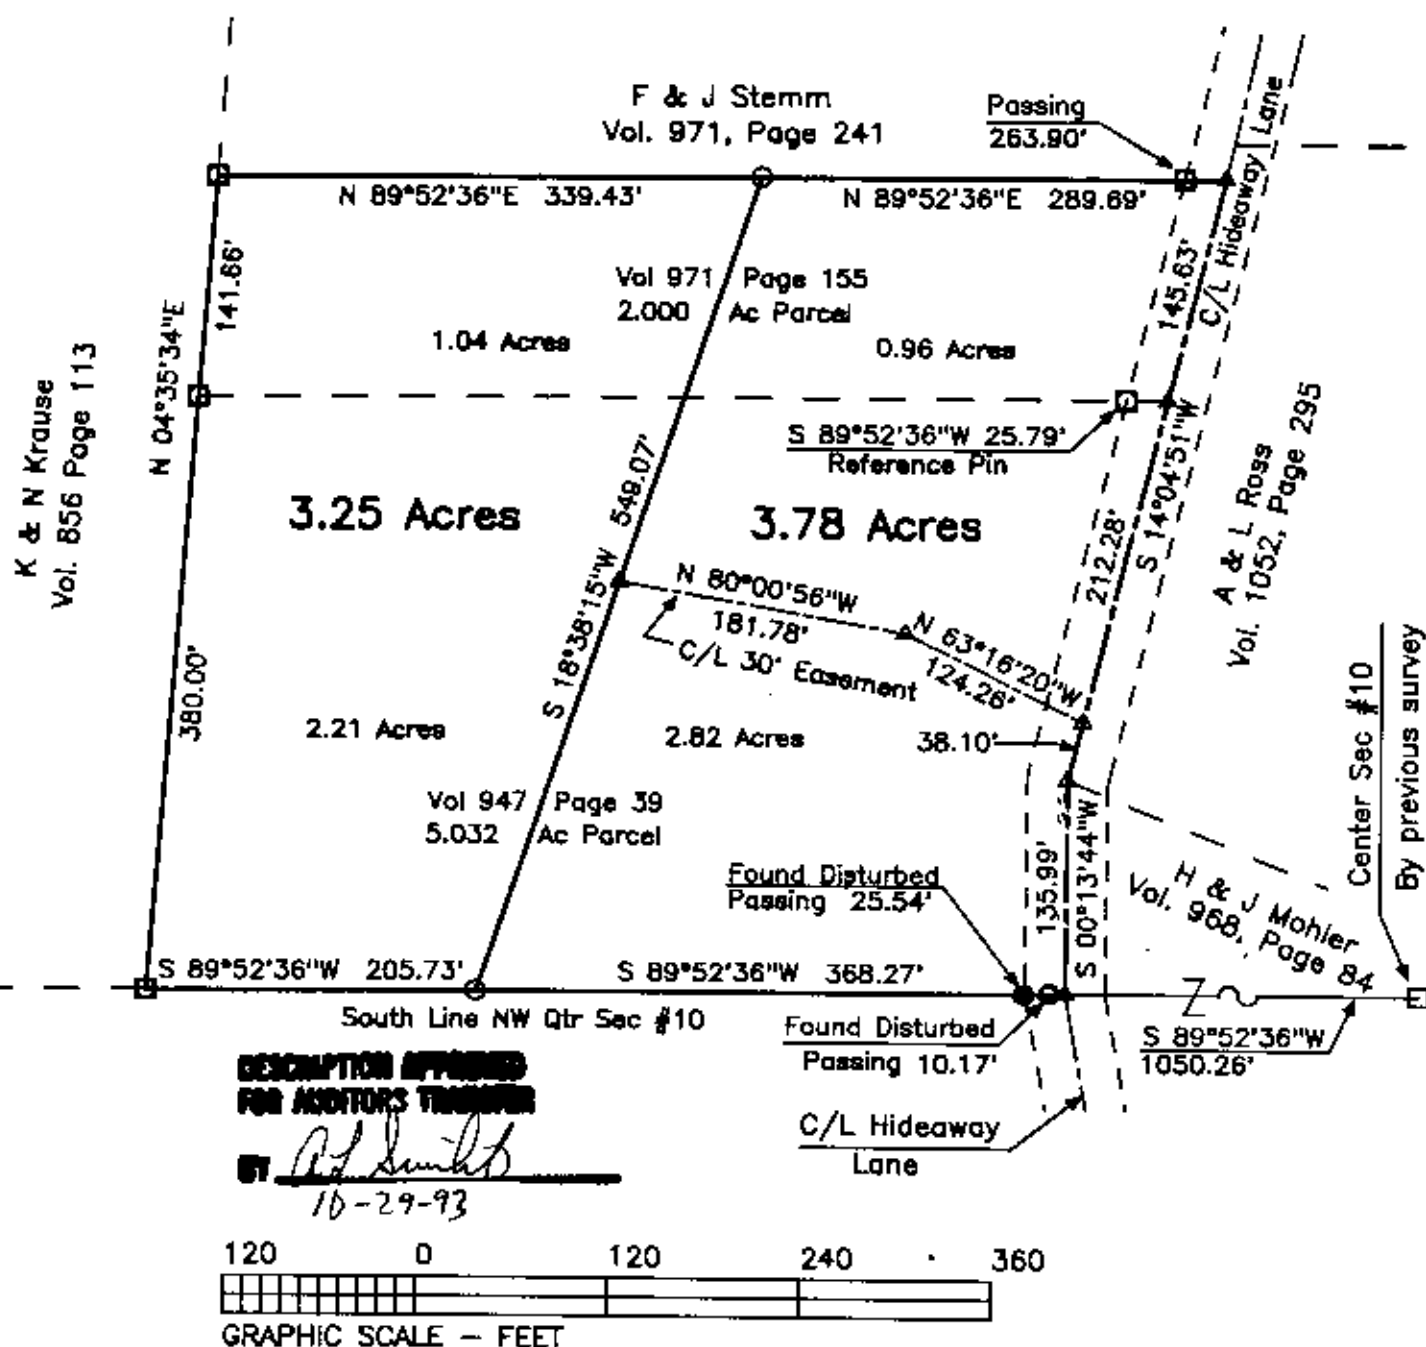 F & J Stemm
Vol. 971, Page 241
Passing
263.90'
N 89°52'36"E 339.43'
N 89°52'36"E 289.69'
C/L Hideaway Lane
141.66'
N 04°35'34"E
145.63'
Vol 971 Page 155
2.000 Ac Parcel
1.04 Acres
0.96 Acres
K & N Krause
Vol. 856 Page 113
S 89°52'36"W 25.79'
Reference Pin
S 14°04'51"W
A & L Ross
Vol. 1052, Page 295
3.25 Acres
3.78 Acres
S 18°38'15"W 549.07'
212.28'
N 80°00'56"W
181.78'
C/L 30' Easement
N 63°16'20"W
124.26'
380.00'
2.21 Acres
2.82 Acres
38.10'
Center Sec #10
By previous survey
Vol 947 Page 39
5.032 Ac Parcel
Found Disturbed
Passing 25.54'
135.99'
S 00°13'44"W
H & J Mohler
Vol. 968, Page 84
S 89°52'36"W 205.73'
S 89°52'36"W 368.27'
South Line NW Qtr Sec #10
Found Disturbed
Passing 10.17'
S 89°52'36"W
1050.26'
DESCRIPTION APPROVED
FOR AUDITORS TRANSFER
BY
10-29-93
C/L Hideaway
Lane
120 0 120 240 360
GRAPHIC SCALE - FEET